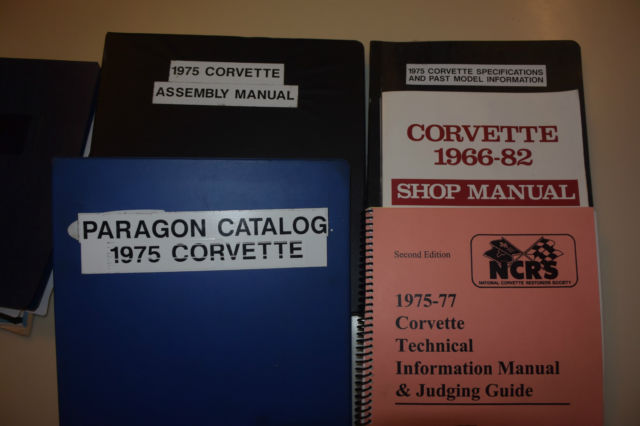 1975 CORVETTE
ASSEMBLY MANUAL
1975 CORVETTE SPECIFICATIONS
AND PAST MODEL INFORMATION
CORVETTE
1966-82
SHOP MANUAL
PARAGON CATALOG
1975 CORVETTE
Second Edition
NCRS
NATIONAL CORVETTE RESTORERS SOCIETY
1975-77
Corvette
Technical
Information Manual
& Judging Guide